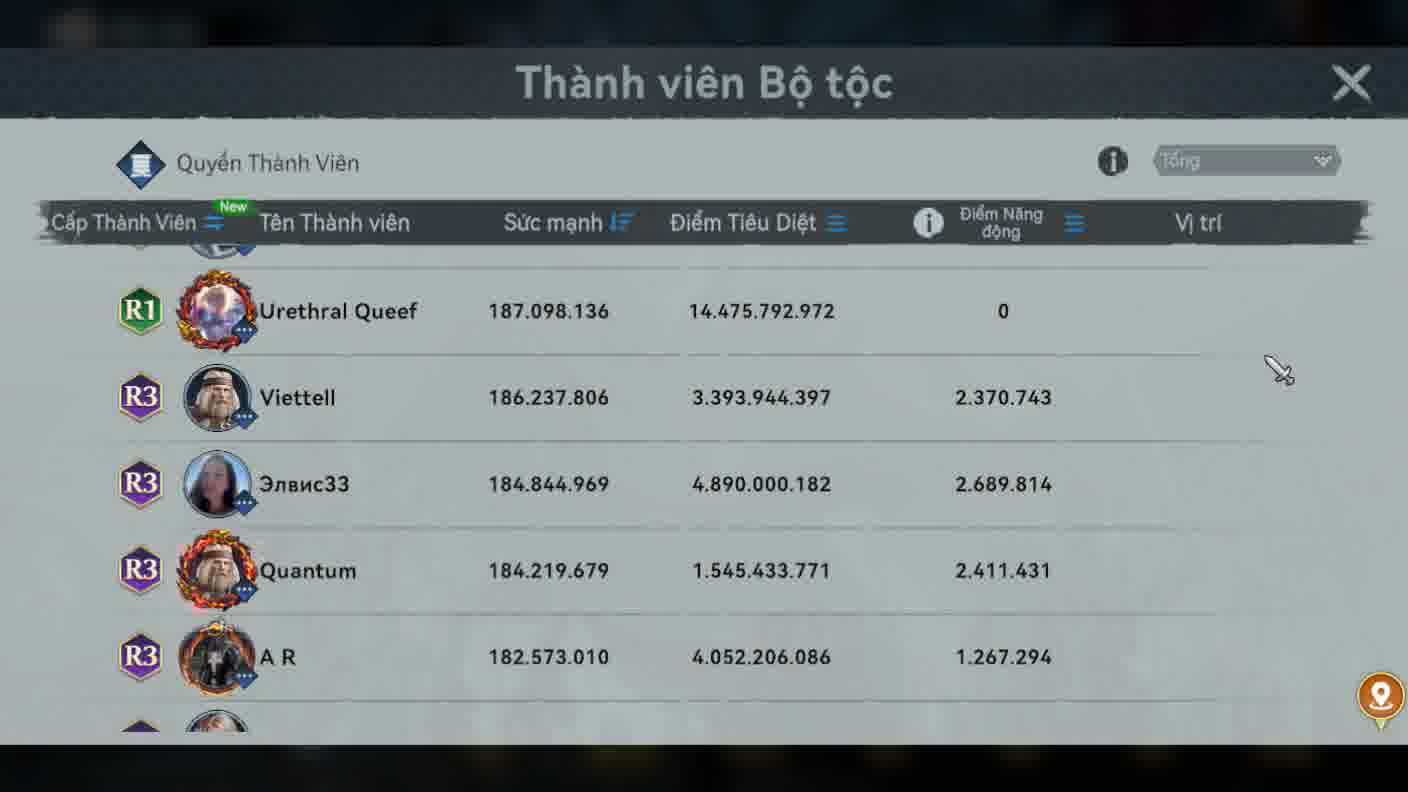 Thành viên Bộ tộc
Quyển Thành Viên
Tổng
New
Cấp Thành Viên Tên Thành viên Sức mạnh Điểm Tiêu Diệt Điểm Năng động Vị trí
R1 Urethral Queef 187.098.136 14.475.792.972 0
R3 Viettell 186.237.806 3.393.944.397 2.370.743
R3 Элвис33 184.844.969 4.890.000.182 2.689.814
R3 Quantum 184.219.679 1.545.433.771 2.411.431
R3 A R 182.573.010 4.052.206.086 1.267.294